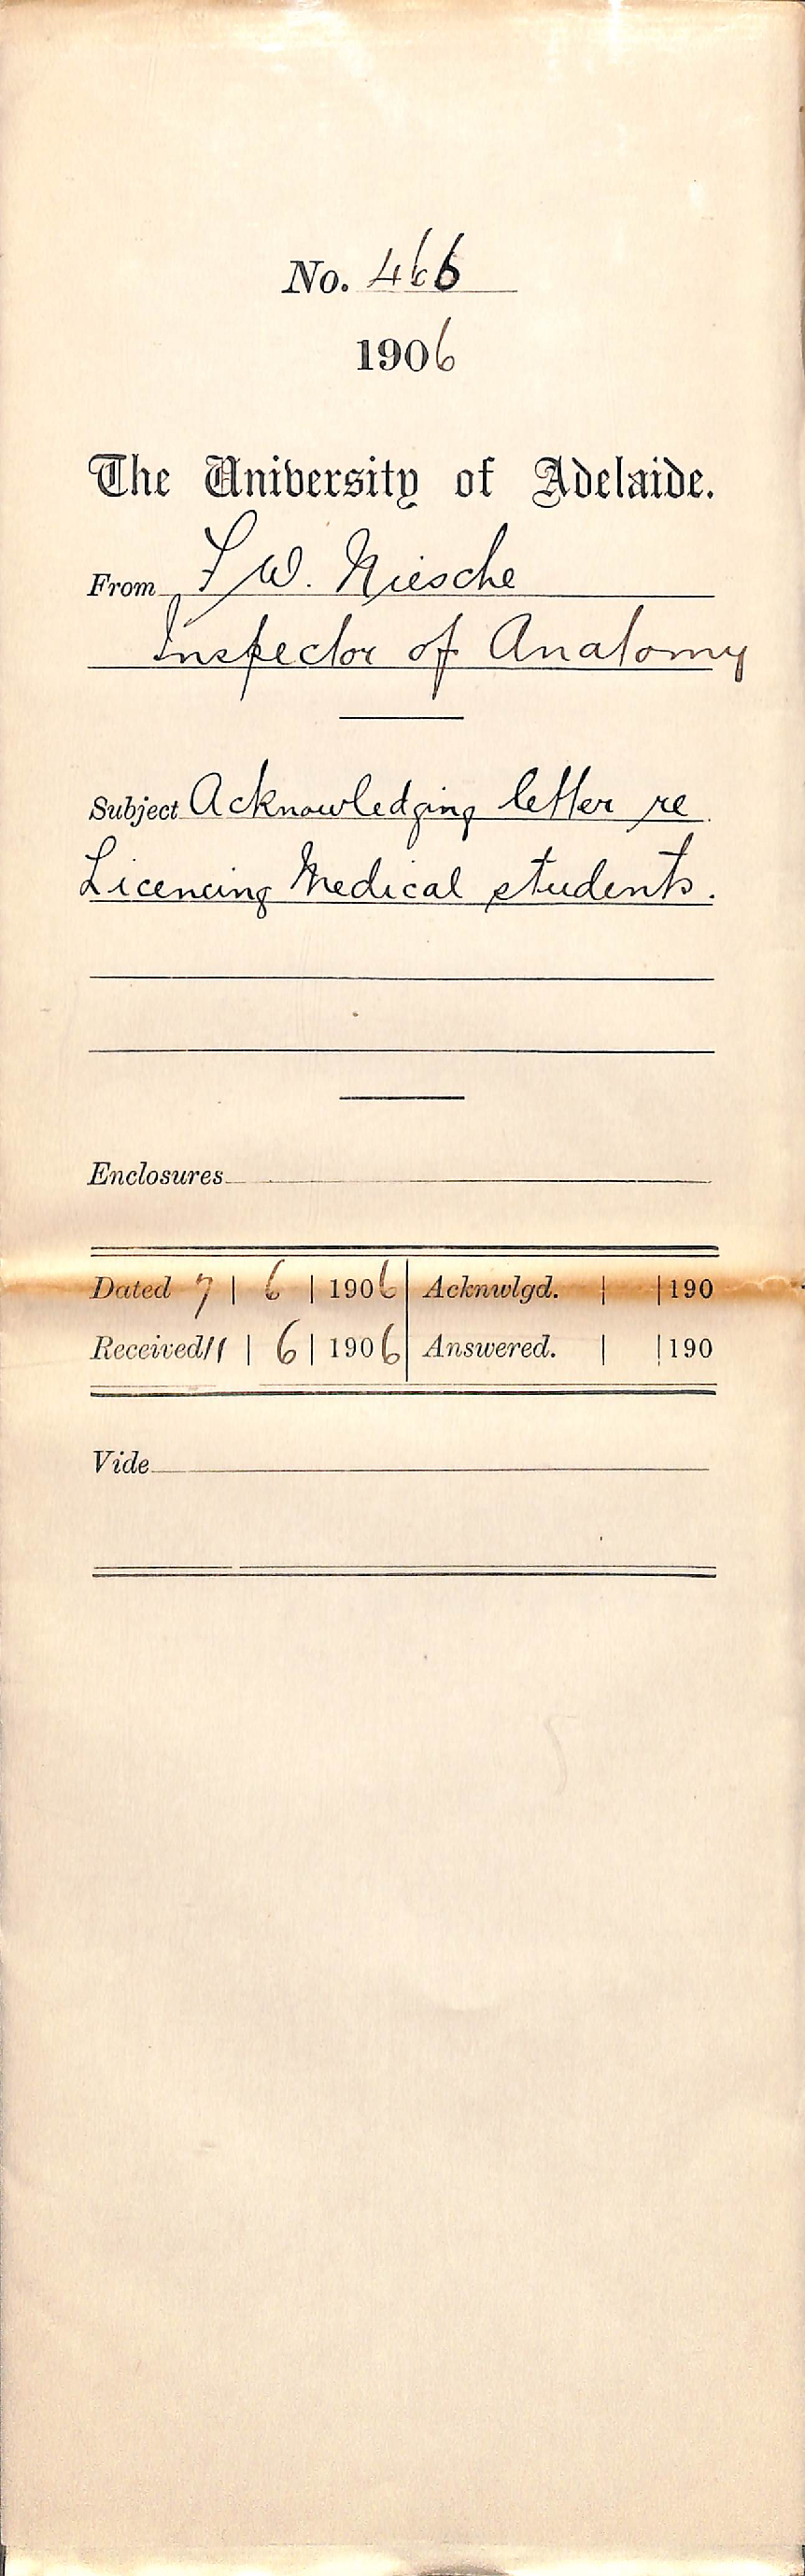 No. 466
1906
The University of Adelaide.
From F W. Niesche
Inspector of Anatomy
Subject Acknowledging letter re
Licencing Medical students.
Enclosures
Dated 7 | 6 | 1906 | Acknwlgd. | | 190
Received 11 | 6 | 1906 | Answered. | | 190
Vide